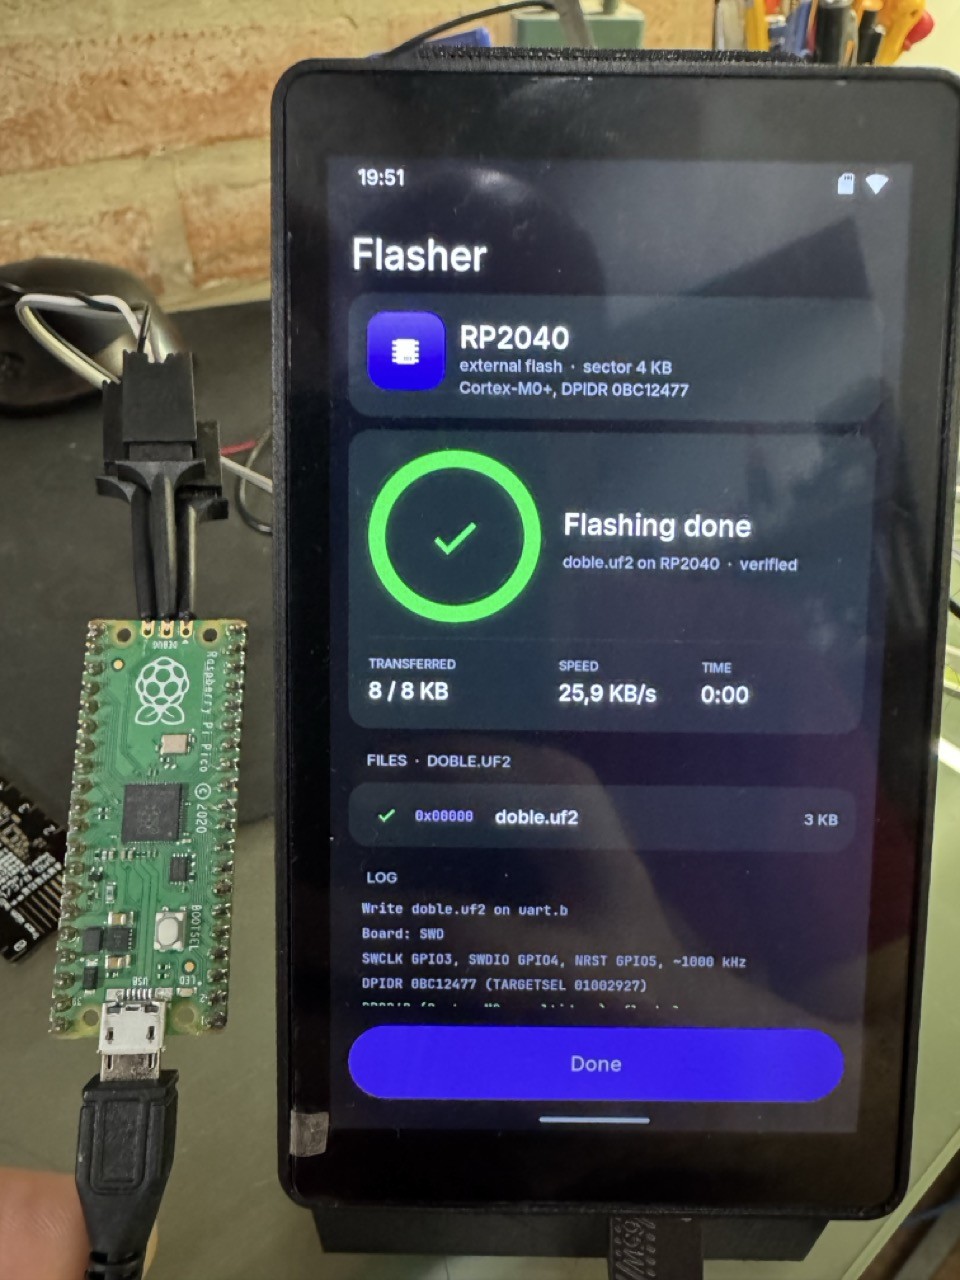 19:51
Flasher
RP2040
external flash · sector 4 KB
Cortex-M0+, DPIDR 0BC12477
Flashing done
doble.uf2 on RP2040 · verified
TRANSFERRED
SPEED
TIME
8 / 8 KB
25,9 KB/s
0:00
FILES · DOBLE.UF2
0x00000
doble.uf2
3 KB
LOG
Write doble.uf2 on uart.b
Board: SWD
SWCLK GPIO3, SWDIO GPIO4, NRST GPIO5, ~1000 kHz
DPIDR 0BC12477 (TARGETSEL 01002927)
Done
DEBUG
Raspberry Pi Pico © 2020
BOOTSEL
LED
USB